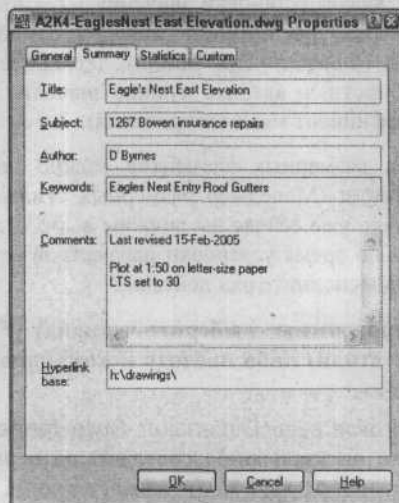 A2K4-EaglesNest East Elevation.dwg Properties
General Summary Statistics Custom
Title: Eagle's Nest East Elevation
Subject: 1267 Bowen insurance repairs
Author: D Byrnes
Keywords: Eagles Nest Entry Roof Gutters
Comments: Last revised 15-Feb-2005
Plot at 1:50 on letter-size paper
LTS set to 30
Hyperlink
base: h:\drawings\
OK Cancel Help